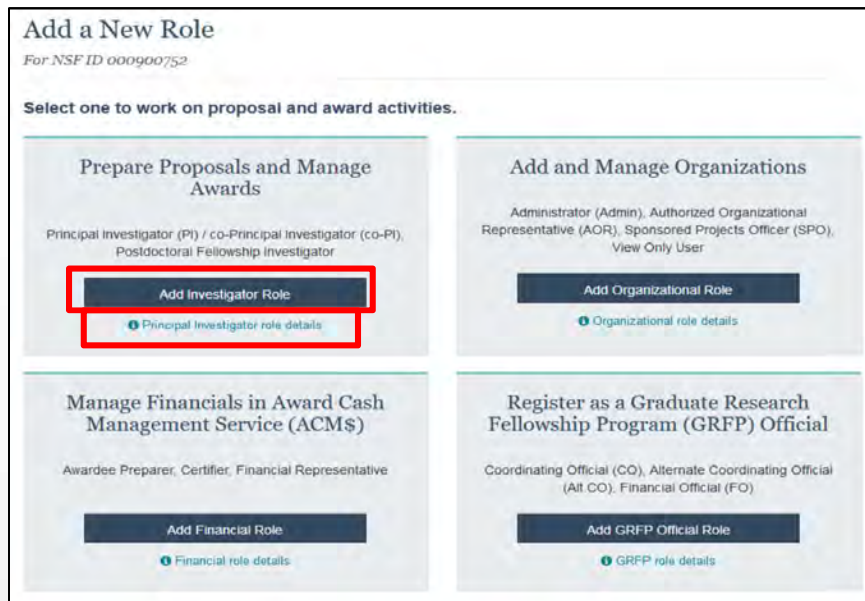 Add a New Role
For NSF ID 000900752
Select one to work on proposal and award activities.
Prepare Proposals and Manage
Awards
Principal Investigator (PI) / co-Principal Investigator (co-PI),
Postdoctoral Fellowship Investigator
Add Investigator Role
Principal Investigator role details
Add and Manage Organizations
Administrator (Admin), Authorized Organizational
Representative (AOR), Sponsored Projects Officer (SPO),
View Only User
Add Organizational Role
Organizational role details
Manage Financials in Award Cash
Management Service (ACM$)
Awardee Preparer, Certifier, Financial Representative
Add Financial Role
Financial role details
Register as a Graduate Research
Fellowship Program (GRFP) Official
Coordinating Official (CO), Alternate Coordinating Official
(Alt CO), Financial Official (FO)
Add GRFP Official Role
GRFP role details